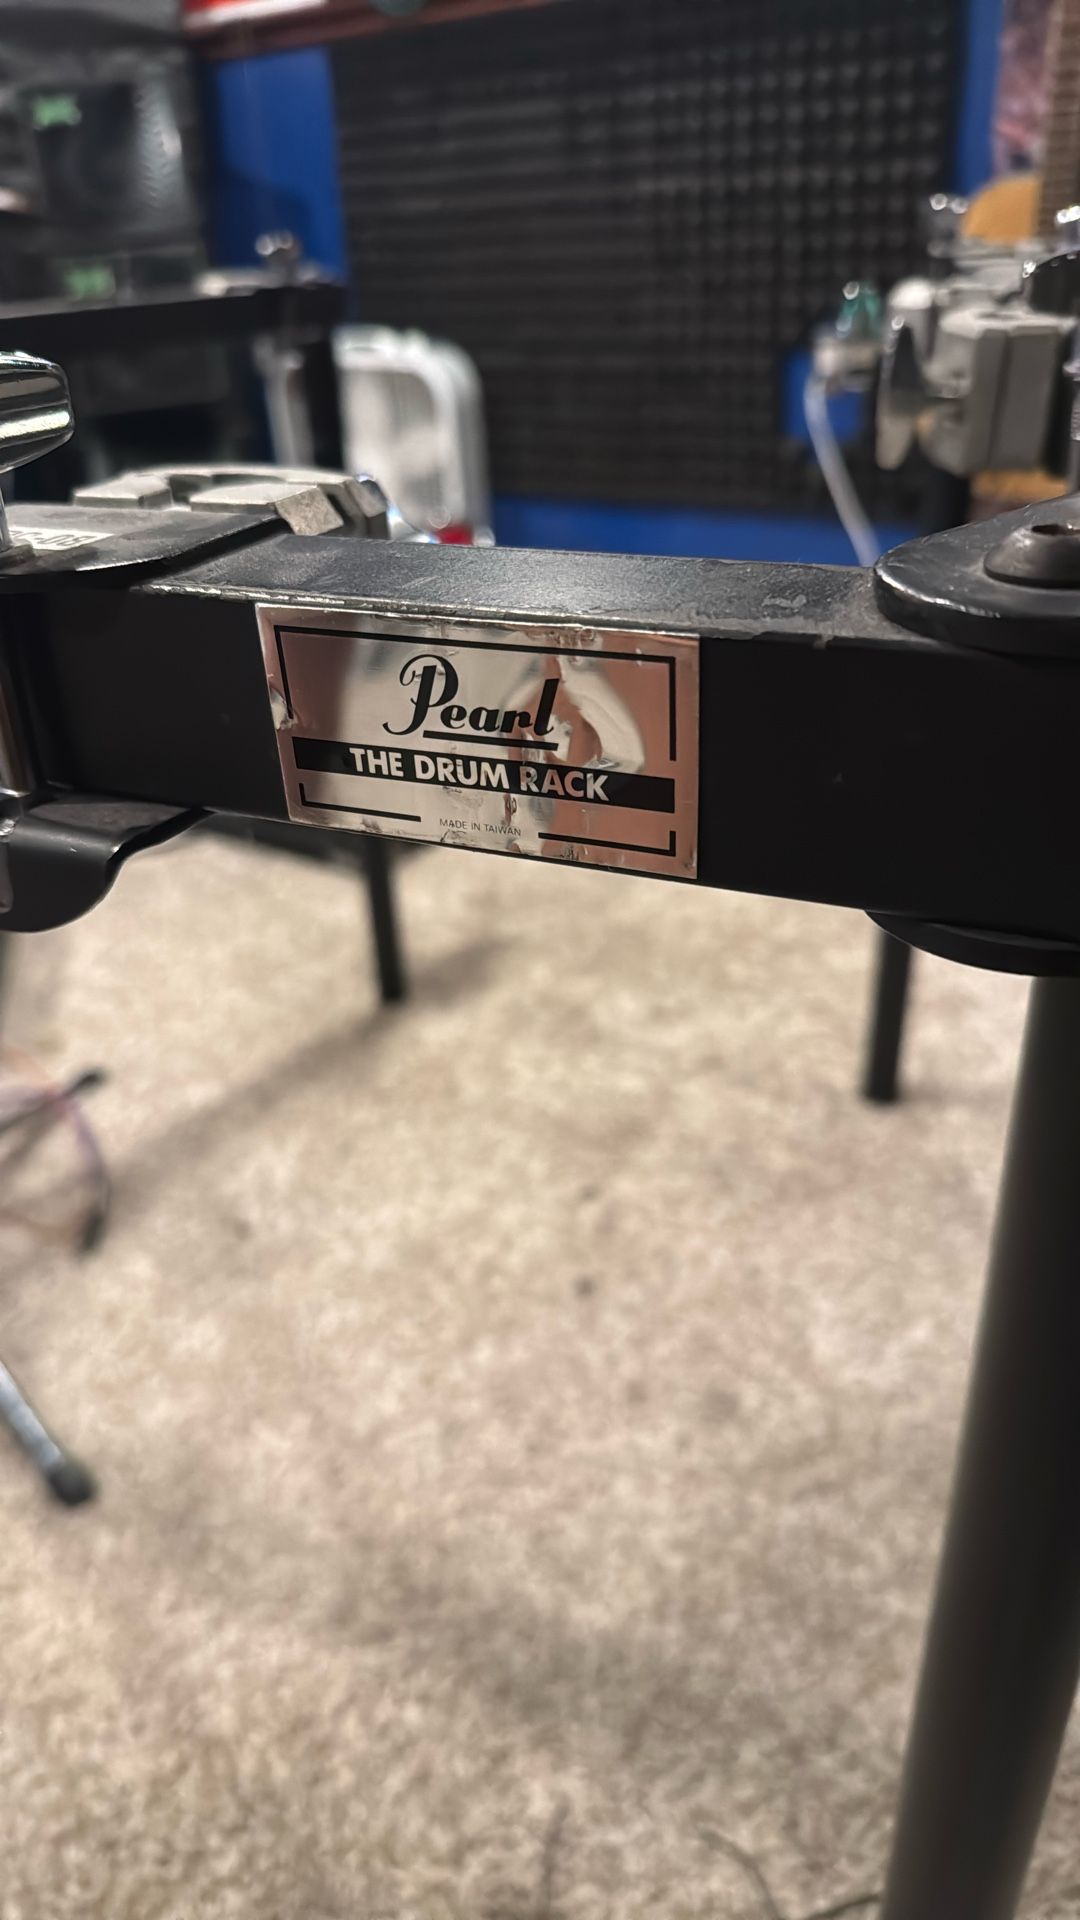 Pearl
THE DRUM RACK
MADE IN TAIWAN